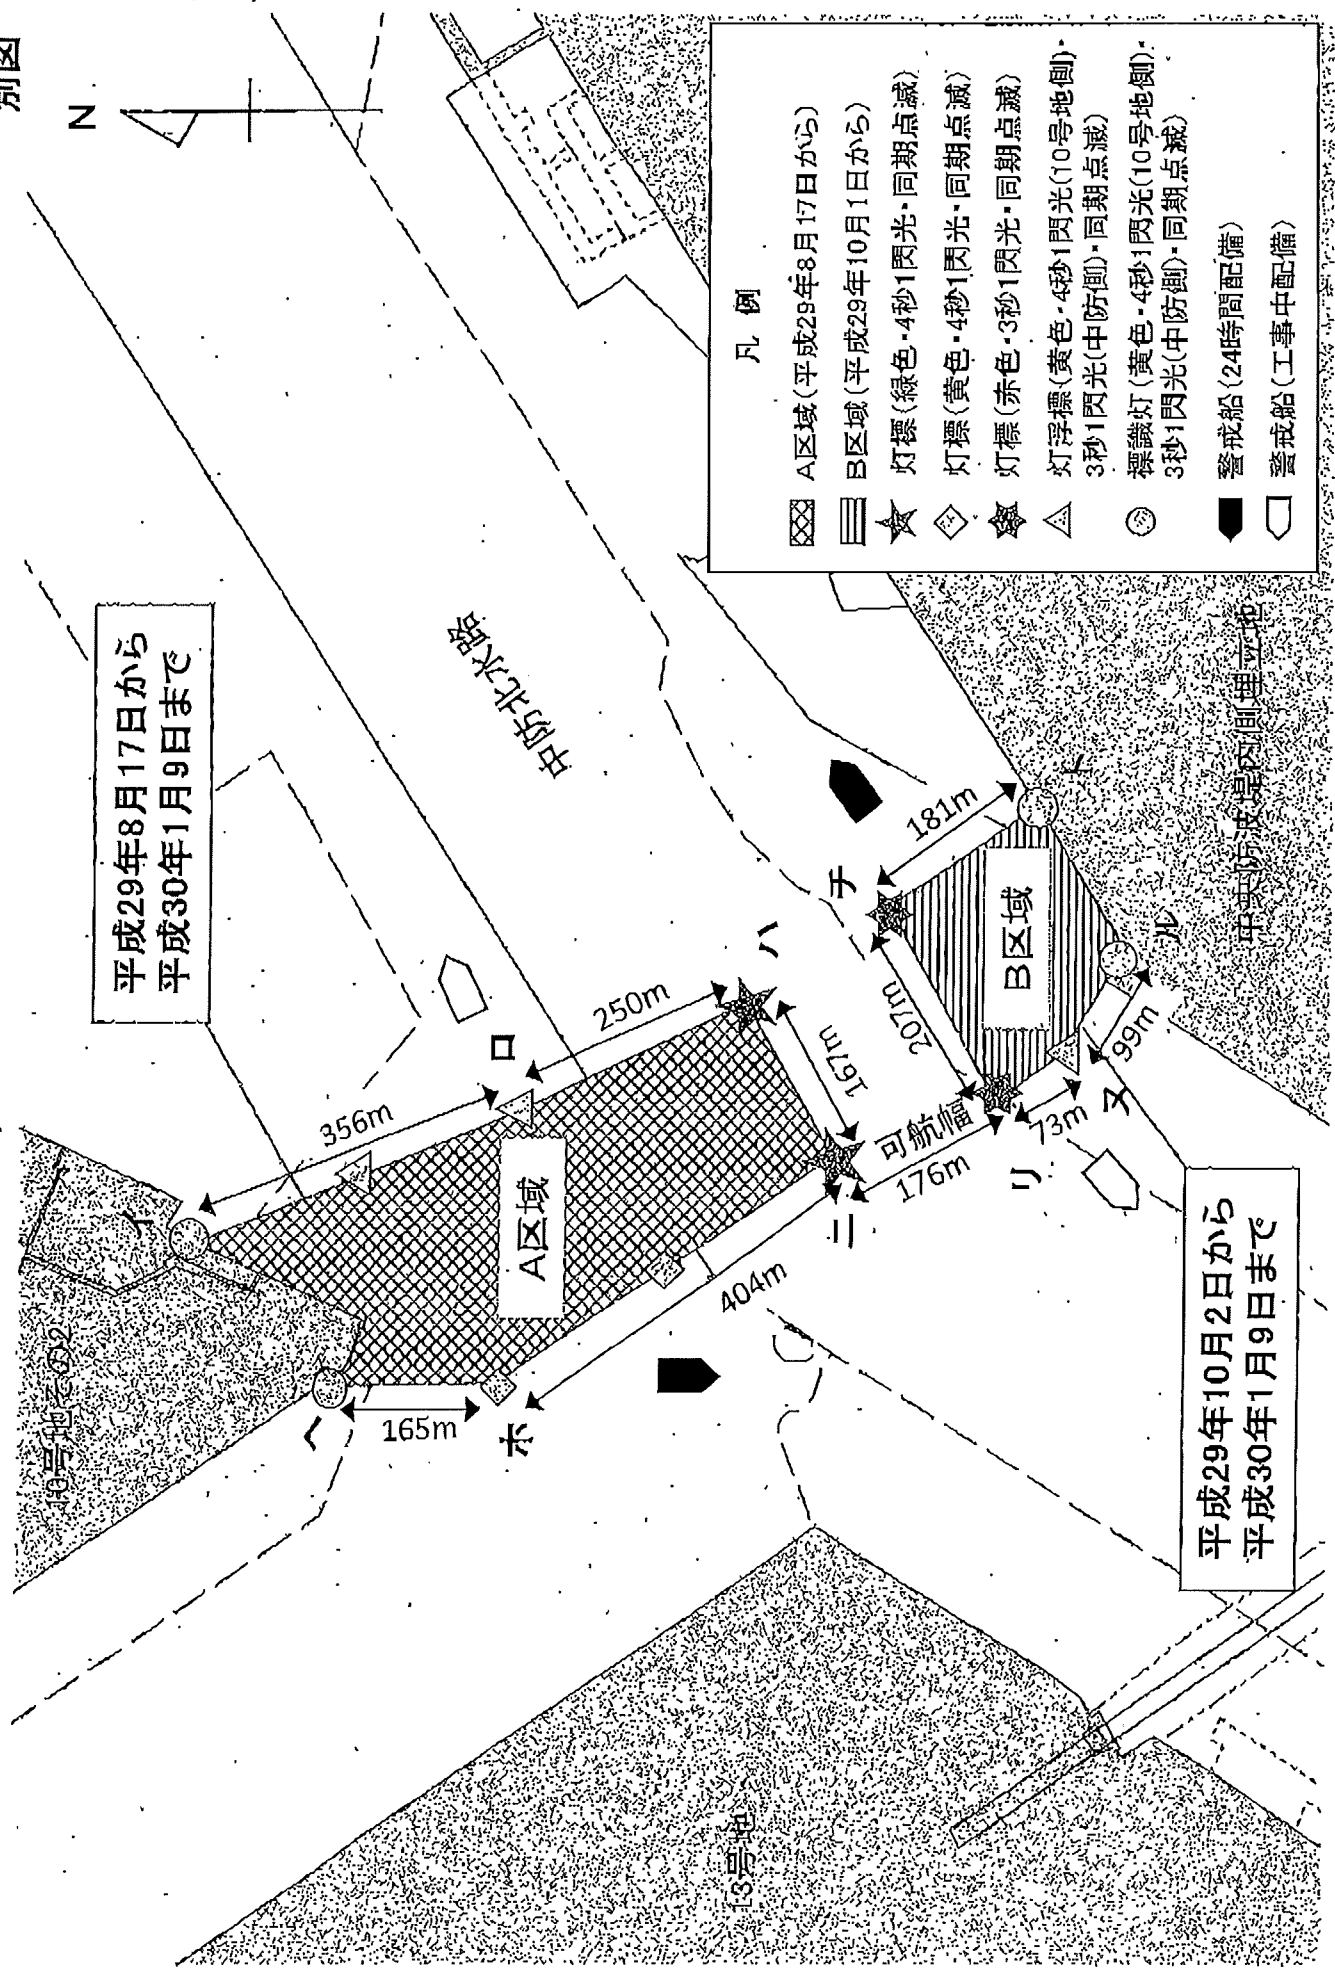 別図
N
平成29年8月17日から
平成30年1月9日まで
中防北水路
10号地その2
イ
356m
ロ
250m
ハ
167m
ニ
404m
ホ
165m
ヘ
A区域
可航幅
176m
チ
181m
ト
207m
B区域
リ
73m
ヌ
99m
ル
中央防波堤内側埋立地
13号地
平成29年10月2日から
平成30年1月9日まで
凡 例
A区域(平成29年8月17日から)
B区域(平成29年10月1日から)
灯標(緑色・4秒1閃光・同期点滅)
灯標(黄色・4秒1閃光・同期点滅)
灯標(赤色・3秒1閃光・同期点滅)
灯浮標(黄色・4秒1閃光(10号地側)・
3秒1閃光(中防側)・同期点滅)
標識灯(黄色・4秒1閃光(10号地側)・
3秒1閃光(中防側)・同期点滅)
警戒船(24時間配備)
警戒船(工事中配備)